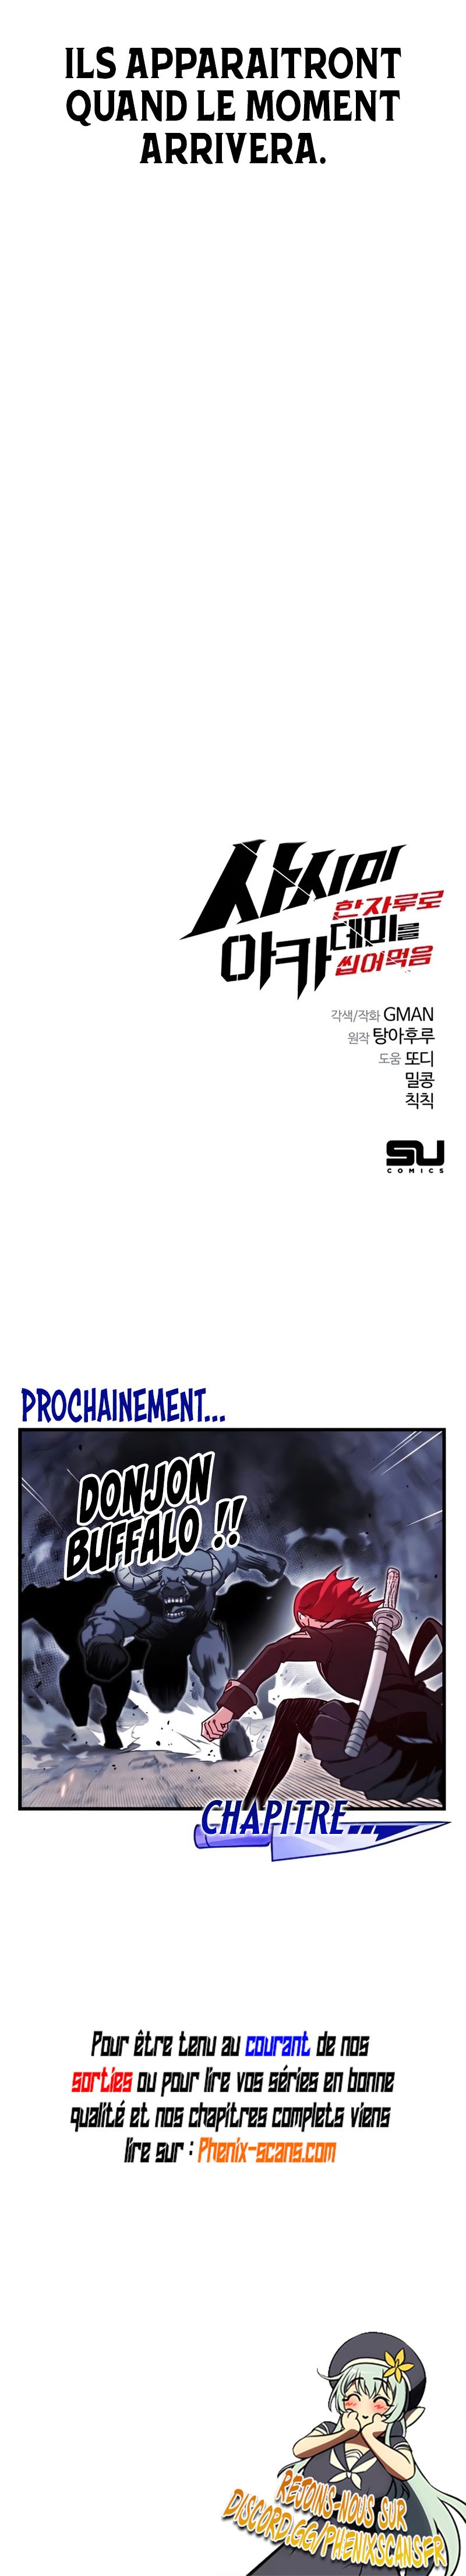 ILS APPARAITRONT
QUAND LE MOMENT
ARRIVERA.
사시미
한 자루로
아카데미를
씹어먹음
각색/작화 GMAN
원작 탕아후루
도움 또디
밀콩
칙칙
SU
COMICS
PROCHAINEMENT...
DONJON
BUFFALO !!
CHAPITRE...
Pour être tenu au courant de nos
sorties ou pour lire vos séries en bonne
qualité et nos chapitres complets viens
lire sur : Phenix-scans.com
REJOINS-NOUS SUR
DISCORD.GG/PHENIXSCANSFR